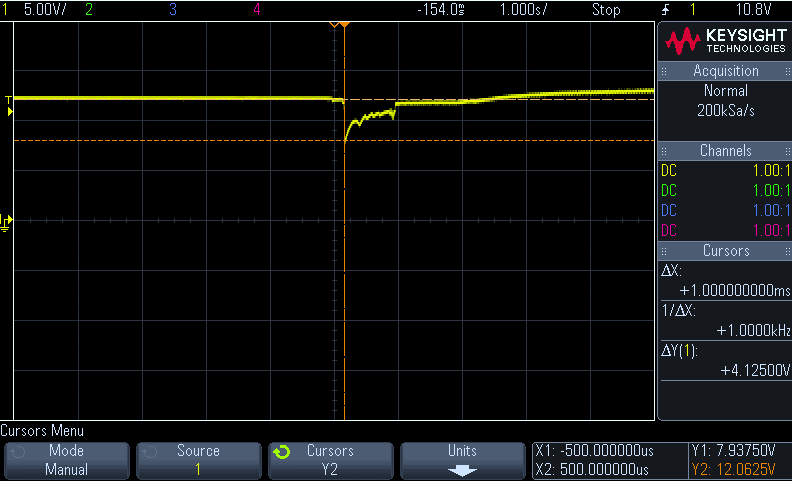 1 5.00V/ 2 3 4 -154.0ms 1.000s/ Stop 1 10.8V
KEYSIGHT
TECHNOLOGIES
Acquisition
Normal
200kSa/s
Channels
DC 1.00:1
DC 1.00:1
DC 1.00:1
DC 1.00:1
Cursors
ΔX:
+1.000000000ms
1/ΔX:
+1.0000kHz
ΔY(1):
+4.12500V
T
Cursors Menu
Mode
Manual
Source
1
Cursors
Y2
Units
X1: -500.000000us
X2: 500.000000us
Y1: 7.93750V
Y2: 12.0625V